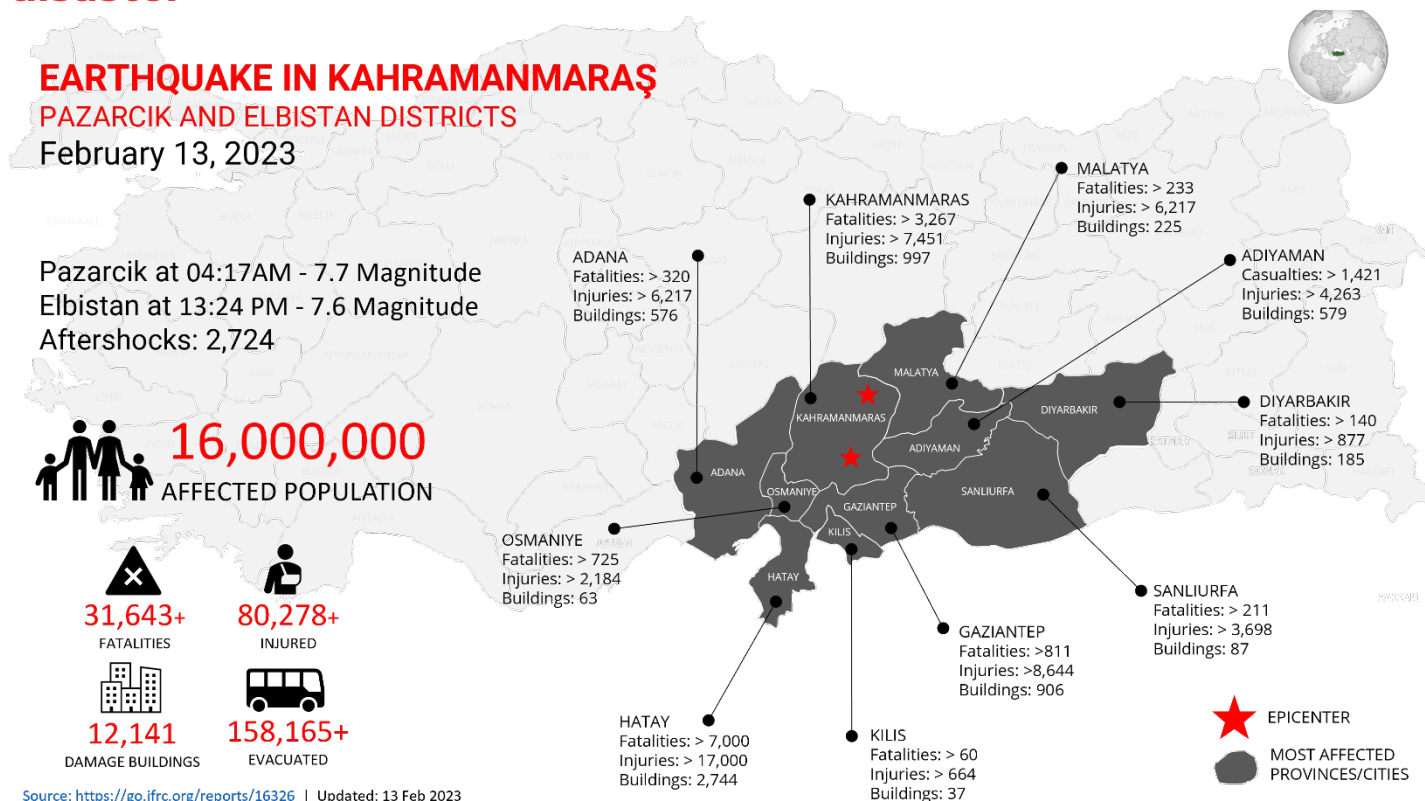 EARTHQUAKE IN KAHRAMANMARAŞ
PAZARCIK AND ELBISTAN DISTRICTS
February 13, 2023
Pazarcik at 04:17AM - 7.7 Magnitude
Elbistan at 13:24 PM - 7.6 Magnitude
Aftershocks: 2,724
16,000,000
AFFECTED POPULATION
31,643+
FATALITIES
80,278+
INJURED
12,141
DAMAGE BUILDINGS
158,165+
EVACUATED
Source: https://go.ifrc.org/reports/16326 | Updated: 13 Feb 2023
ADANA
Fatalities: > 320
Injuries: > 6,217
Buildings: 576
KAHRAMANMARAS
Fatalities: > 3,267
Injuries: > 7,451
Buildings: 997
MALATYA
Fatalities: > 233
Injuries: > 6,217
Buildings: 225
ADIYAMAN
Casualties: > 1,421
Injuries: > 4,263
Buildings: 579
DIYARBAKIR
Fatalities: > 140
Injuries: > 877
Buildings: 185
SANLIURFA
Fatalities: > 211
Injuries: > 3,698
Buildings: 87
GAZIANTEP
Fatalities: >811
Injuries: >8,644
Buildings: 906
KILIS
Fatalities: > 60
Injuries: > 664
Buildings: 37
HATAY
Fatalities: > 7,000
Injuries: > 17,000
Buildings: 2,744
OSMANIYE
Fatalities: > 725
Injuries: > 2,184
Buildings: 63
MALATYA
KAHRAMANMARAS
DIYARBAKIR
ADIYAMAN
ADANA
OSMANIYE
SANLIURFA
GAZIANTEP
KILIS
HATAY
EPICENTER
MOST AFFECTED
PROVINCES/CITIES